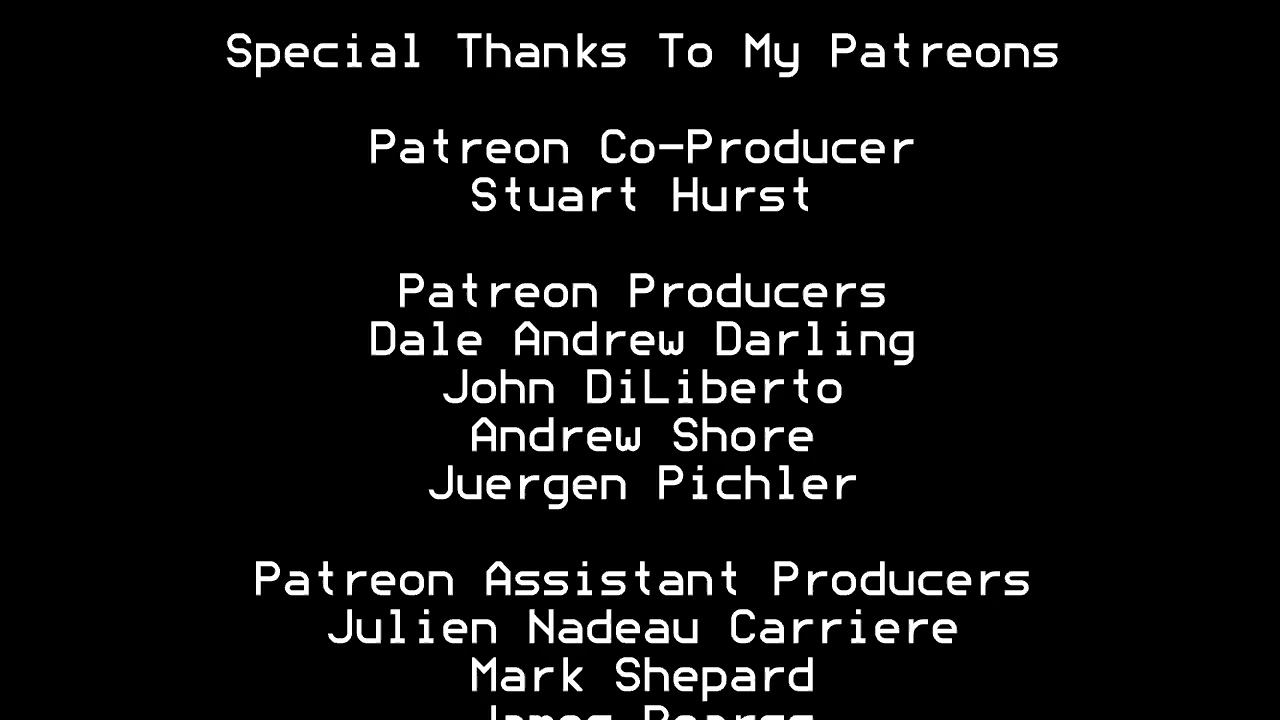 Special Thanks To My Patreons
Patreon Co-Producer
Stuart Hurst
Patreon Producers
Dale Andrew Darling
John DiLiberto
Andrew Shore
Juergen Pichler
Patreon Assistant Producers
Julien Nadeau Carriere
Mark Shepard
James